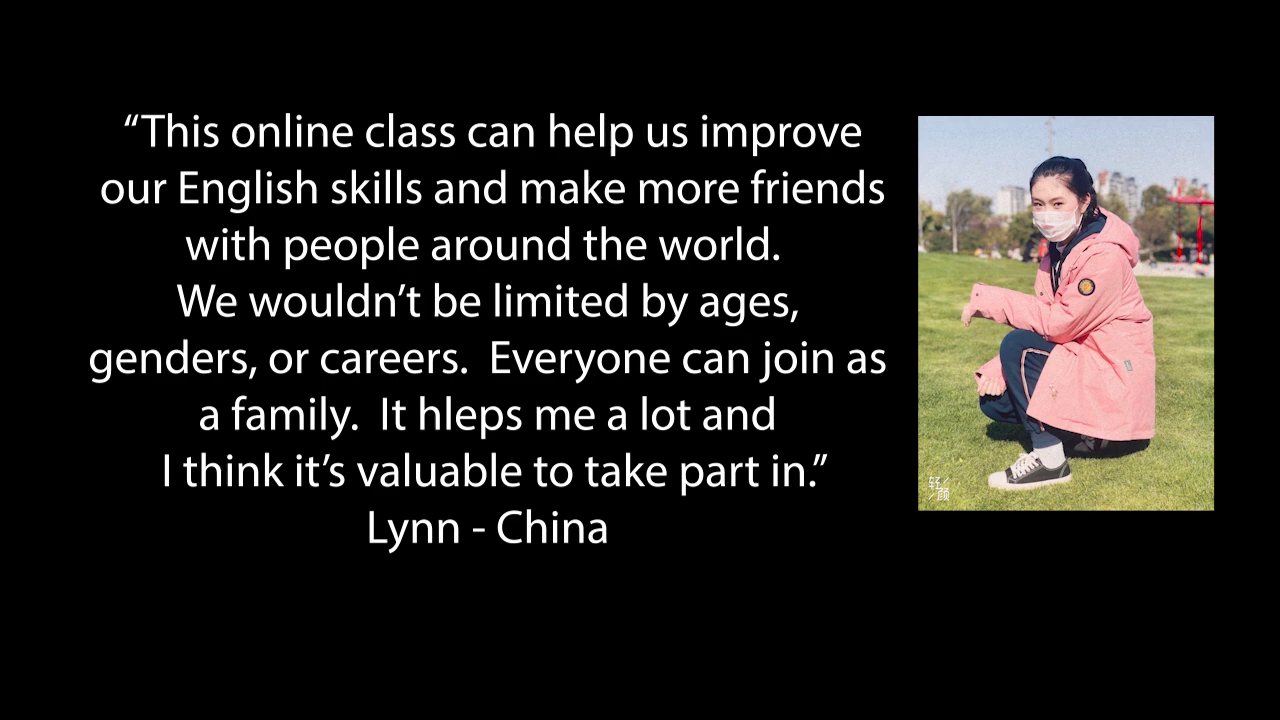 “This online class can help us improve
our English skills and make more friends
with people around the world.
We wouldn’t be limited by ages,
genders, or careers.  Everyone can join as
a family.  It hleps me a lot and
I think it’s valuable to take part in.”
Lynn - China
轻
颜